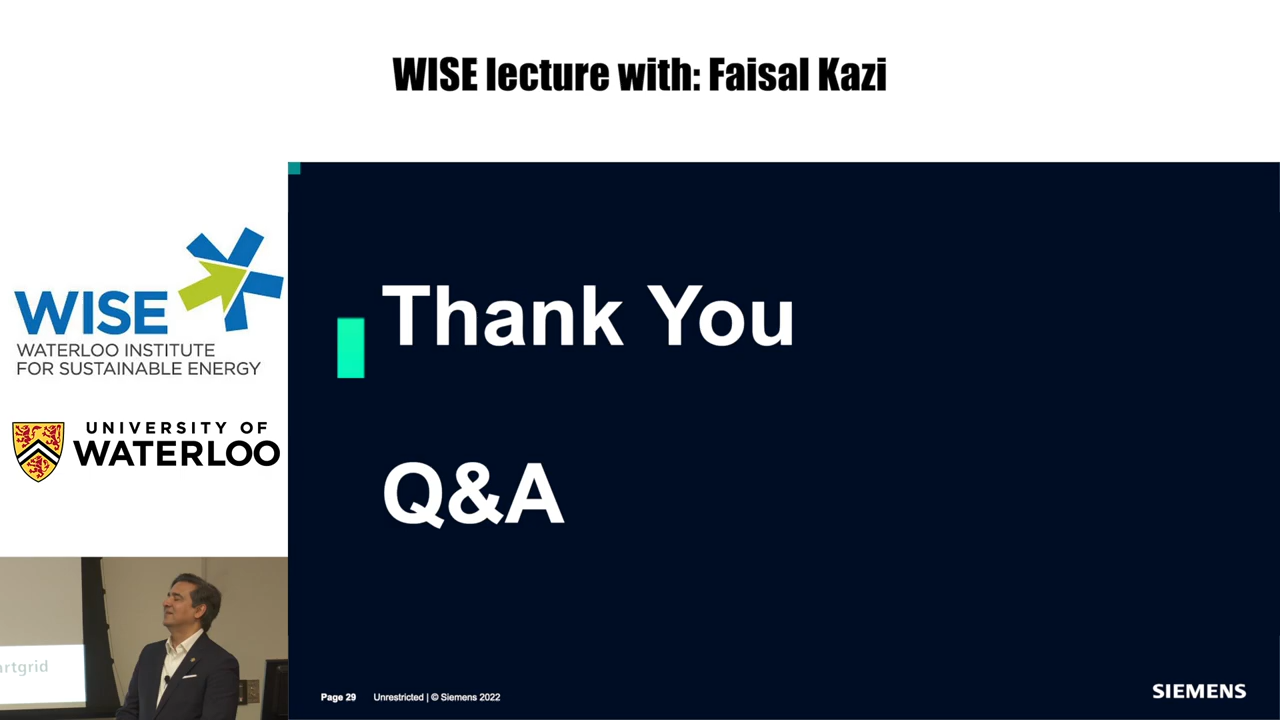 WISE lecture with: Faisal Kazi
WISE
WATERLOO INSTITUTE
FOR SUSTAINABLE ENERGY
UNIVERSITY OF
WATERLOO
Thank You
Q&A
artgrid
Page 29 Unrestricted | © Siemens 2022
SIEMENS